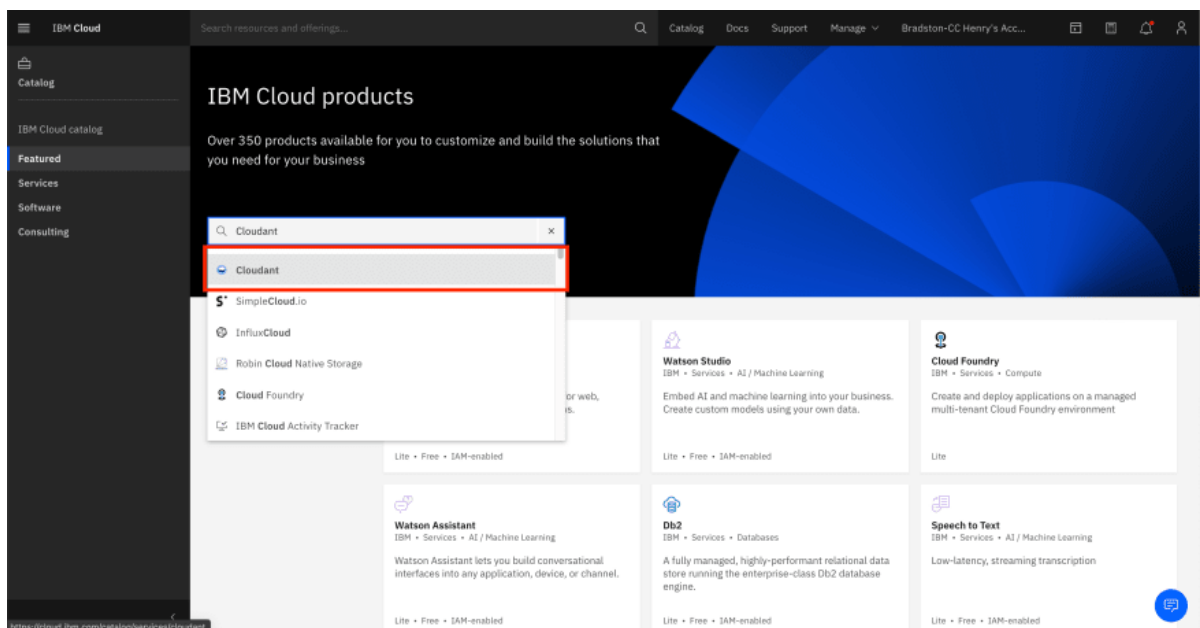 IBM Cloud
Search resources and offerings...
Catalog
Docs
Support
Manage
Bradston-CC Henry's Acc...
Catalog
IBM Cloud catalog
Featured
Services
Software
Consulting
IBM Cloud products
Over 350 products available for you to customize and build the solutions that
you need for your business
Cloudant
Cloudant
SimpleCloud.io
InfluxCloud
Robin Cloud Native Storage
Cloud Foundry
IBM Cloud Activity Tracker
or web,
Lite • Free • IAM-enabled
Watson Studio
IBM • Services • AI / Machine Learning
Embed AI and machine learning into your business.
Create custom models using your own data.
Lite • Free • IAM-enabled
Cloud Foundry
IBM • Services • Compute
Create and deploy applications on a managed
multi-tenant Cloud Foundry environment
Lite
Watson Assistant
IBM • Services • AI / Machine Learning
Watson Assistant lets you build conversational
interfaces into any application, device, or channel.
Lite • Free • IAM-enabled
Db2
IBM • Services • Databases
A fully managed, highly-performant relational data
store running the enterprise-class Db2 database
engine.
Lite • Free • IAM-enabled
Speech to Text
IBM • Services • AI / Machine Learning
Low-latency, streaming transcription
Lite • Free • IAM-enabled
https://cloud.ibm.com/catalog/services/cloudant